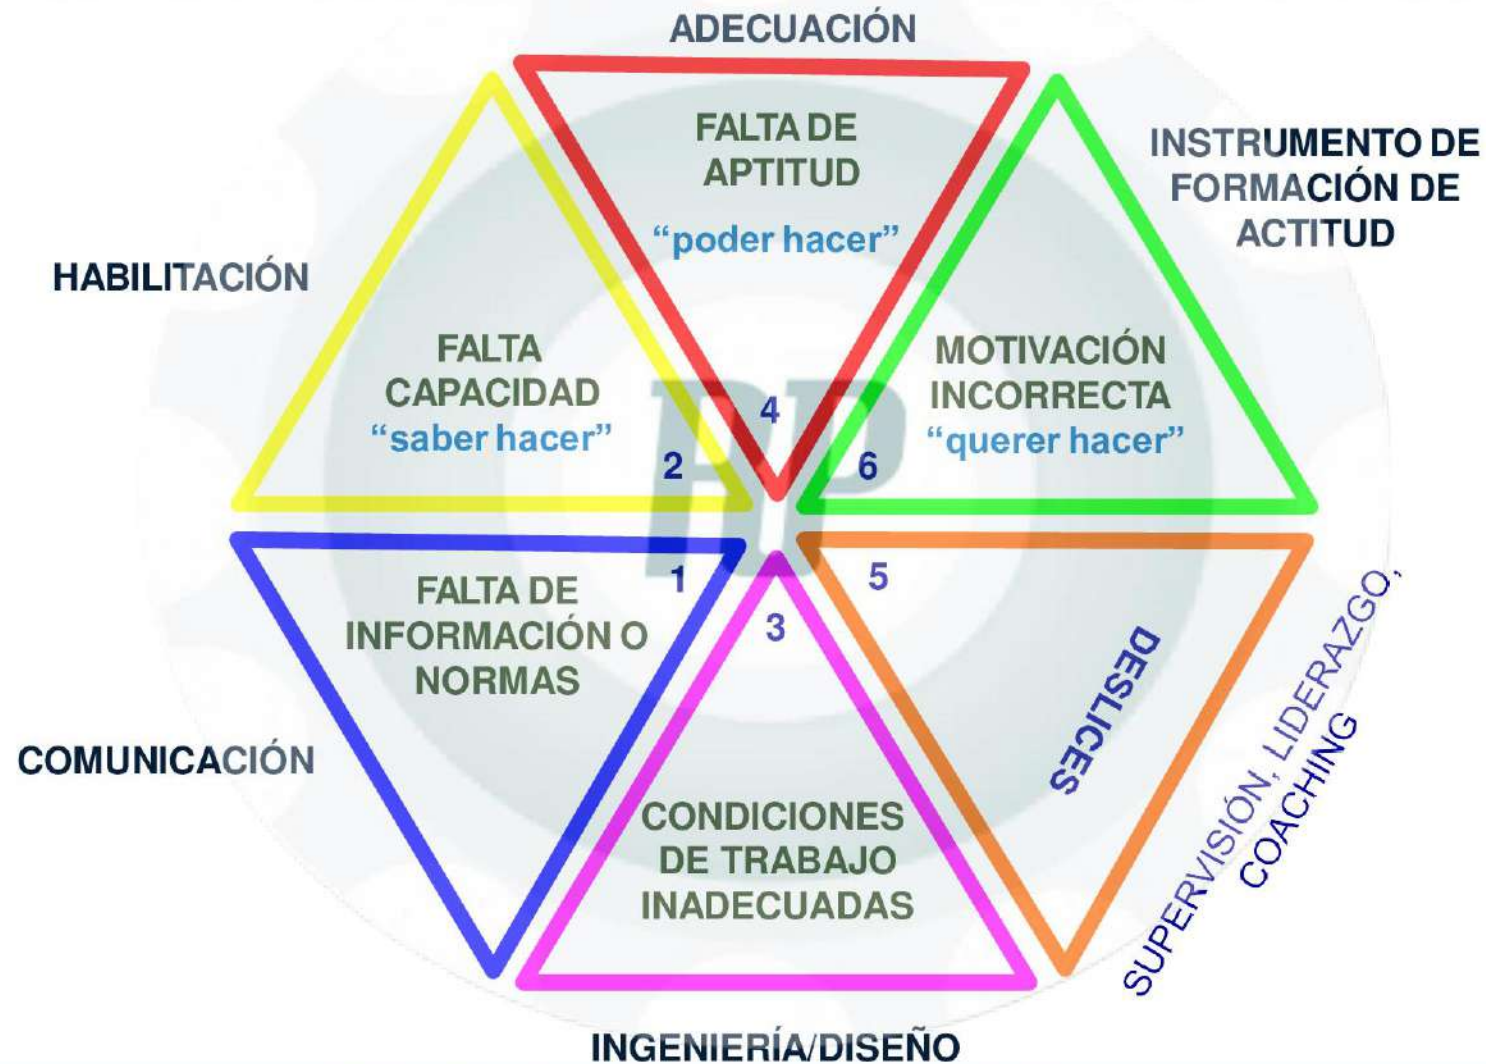 ADECUACIÓN
FALTA DE
APTITUD
“poder hacer”
4
INSTRUMENTO DE
FORMACIÓN DE
ACTITUD
HABILITACIÓN
FALTA
CAPACIDAD
“saber hacer”
2
MOTIVACIÓN
INCORRECTA
“querer hacer”
6
FALTA DE
INFORMACIÓN O
NORMAS
1
COMUNICACIÓN
3
CONDICIONES
DE TRABAJO
INADECUADAS
INGENIERÍA/DISEÑO
5
DESLICES
SUPERVISIÓN, LIDERAZGO,
COACHING